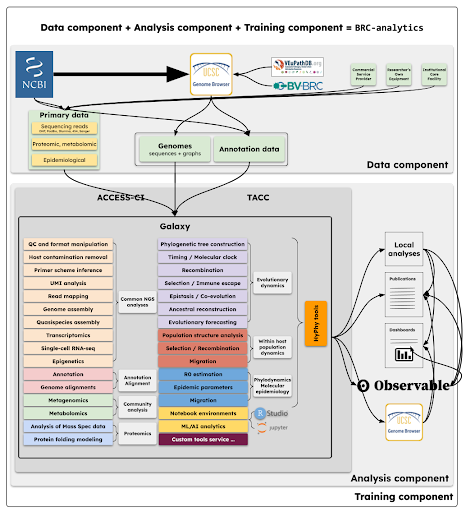 Data component + Analysis component + Training component = BRC-analytics
NCBI
UCSC
Genome Browser
VEuPathDB.org
BV-BRC
Commercial
Service
Provider
Researcher's
Own
Equipment
Institutional
Core
Facility
Primary data
Sequencing reads
Proteomic, metabolomic
Epidemiological
Genomes
sequences + graphs
Annotation data
Data component
ACCESS-CI
TACC
Galaxy
QC and format manipulation
Host contamination removal
Primer scheme inference
UMI analysis
Read mapping
Genome assembly
Quasispecies assembly
Transcriptomics
Single-cell RNA-seq
Epigenetics
Annotation
Genome alignments
Metagenomics
Metabolomics
Analysis of Mass Spec data
Protein folding modeling
Common NGS
analyses
Annotation
Alignment
Community
analysis
Proteomics
Phylogenetic tree construction
Timing / Molecular clock
Recombination
Selection / Immune escape
Epistasis / Co-evolution
Ancestral reconstruction
Evolutionary forecasting
Population structure analysis
Selection / Recombination
Migration
R0 estimation
Epidemic parameters
Migration
Notebook environments
ML/AI analytics
Custom tools service ...
Evolutionary
dynamics
Within host
population
dynamics
Phylodynamics
Molecular
epidemiology
R Studio
jupyter
HyPhy tools
Local
analyses
Publications
Dashboards
Observable
UCSC
Genome Browser
Analysis component
Training component